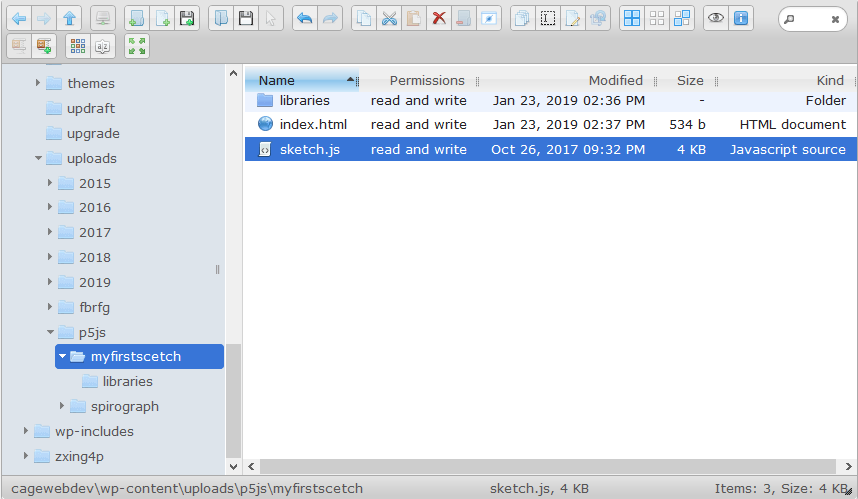 themes
updraft
upgrade
uploads
2015
2016
2017
2018
2019
fbrfg
p5js
myfirstscetch
libraries
spirograph
wp-includes
zxing4p
Name Permissions Modified Size Kind
libraries read and write Jan 23, 2019 02:36 PM - Folder
index.html read and write Jan 23, 2019 02:37 PM 534 b HTML document
sketch.js read and write Oct 26, 2017 09:32 PM 4 KB Javascript source
cagewebdev\wp-content\uploads\p5js\myfirstscetch sketch.js, 4 KB Items: 3, Size: 4 KB